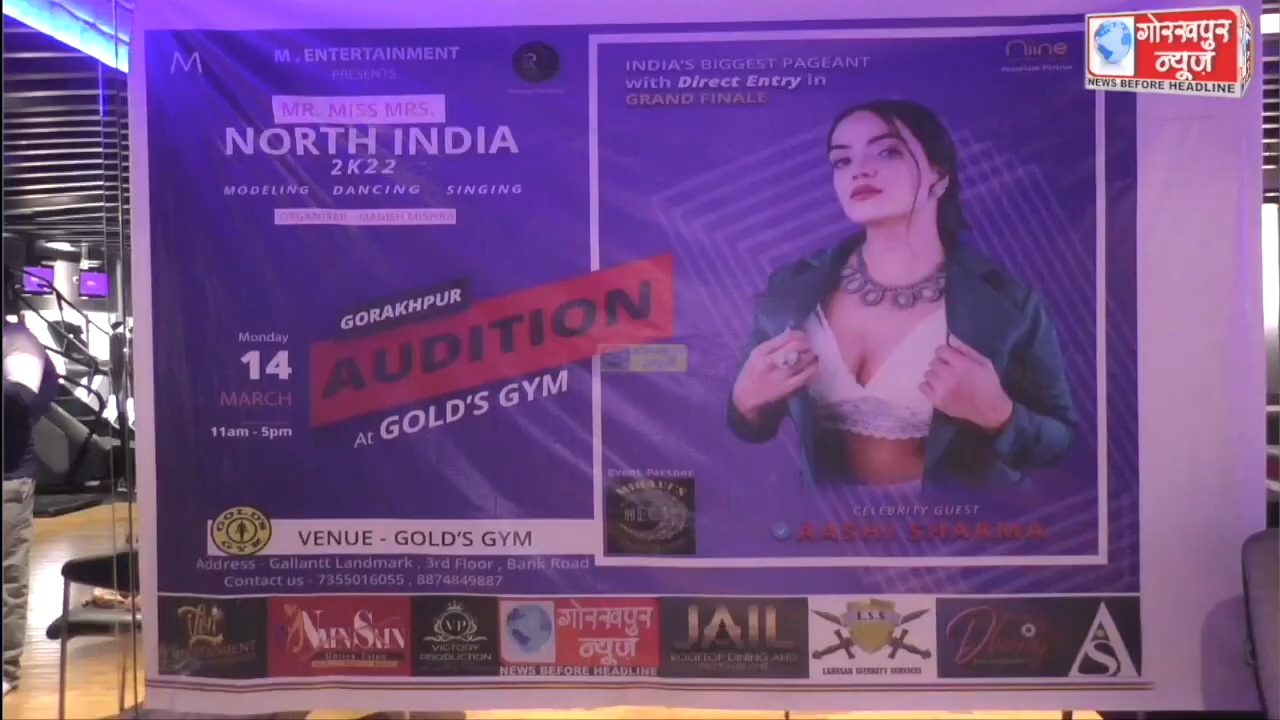 M. ENTERTAINMENT
PRESENTS
MR. MISS MRS.
NORTH INDIA
2K22
MODELING DANCING SINGING
ORGANISER - MANISH MISHRA
GORAKHPUR
AUDITION
At GOLD'S GYM
Monday
14
MARCH
11am - 5pm
GOLD'S
GYM
VENUE - GOLD'S GYM
Address - Gallantt Landmark , 3rd Floor , Bank Road
Contact us - 7355016055 , 8874849887
INDIA'S BIGGEST PAGEANT
with Direct Entry in
GRAND FINALE
niine
गोरखपुर
न्यूज़
NEWS BEFORE HEADLINE
Event Partner
CELEBRITY GUEST
AASHI SHARMA
VP
VICTORY
PRODUCTION
गोरखपुर
न्यूज़
NEWS BEFORE HEADLINE
JAIL
ROOFTOP DINING AND
L.S.S
LAHESAR SECURITY SERVICES